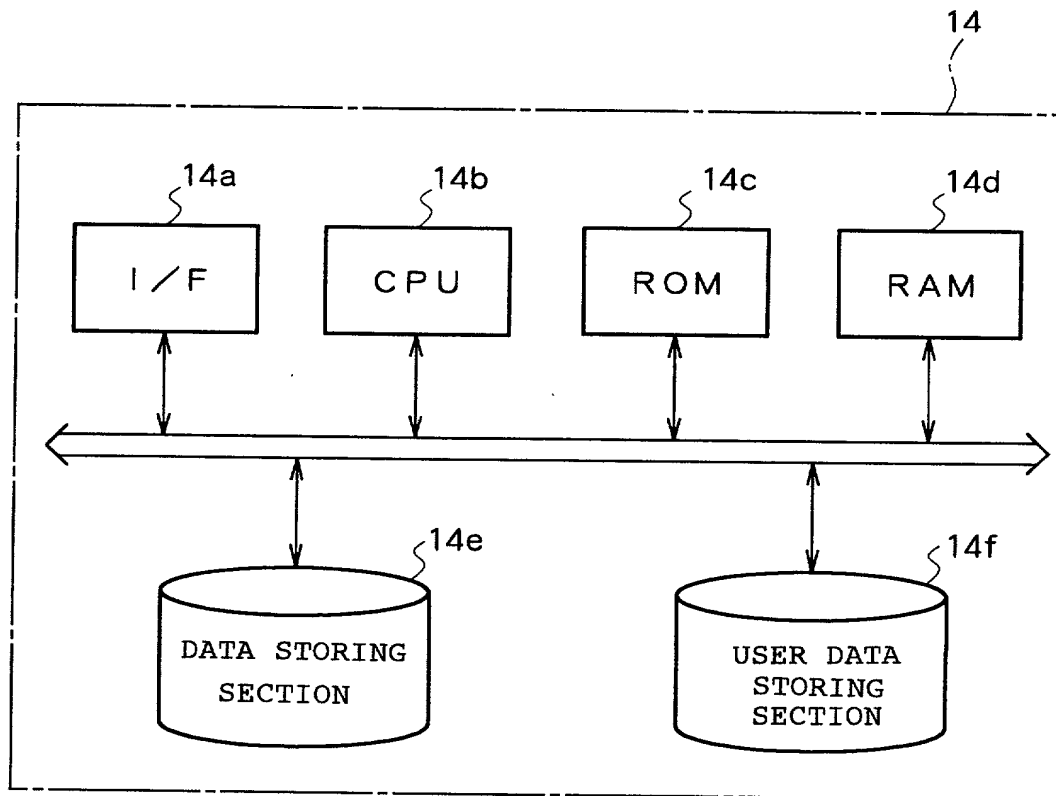 14
14a
14b
14c
14d
I/F
CPU
ROM
RAM
14e
14f
DATA STORING
SECTION
USER DATA
STORING
SECTION